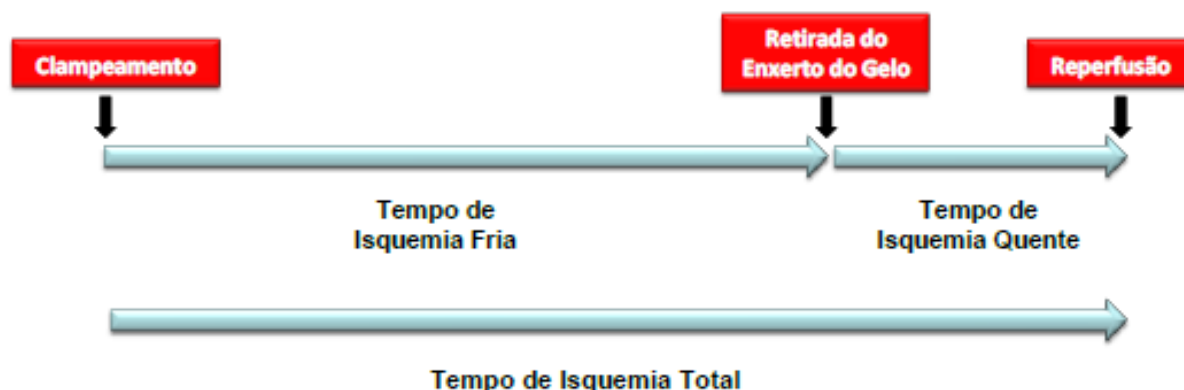 Clampeamento
Retirada do
Enxerto do Gelo
Reperfusão
Tempo de
Isquemia Fria
Tempo de
Isquemia Quente
Tempo de Isquemia Total